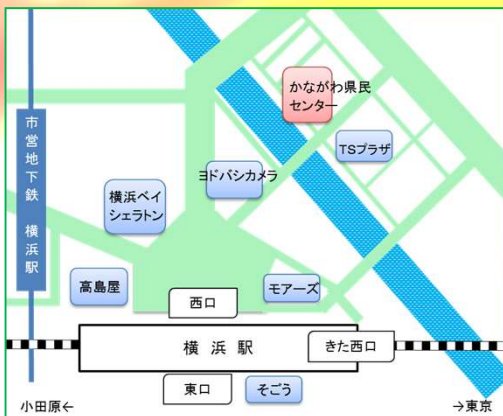 かながわ県民
センター
TSプラザ
ヨドバシカメラ
市営地下鉄 横浜駅
横浜ベイ
シェラトン
高島屋
モアーズ
西口
横浜駅
きた西口
東口
そごう
小田原←
→東京